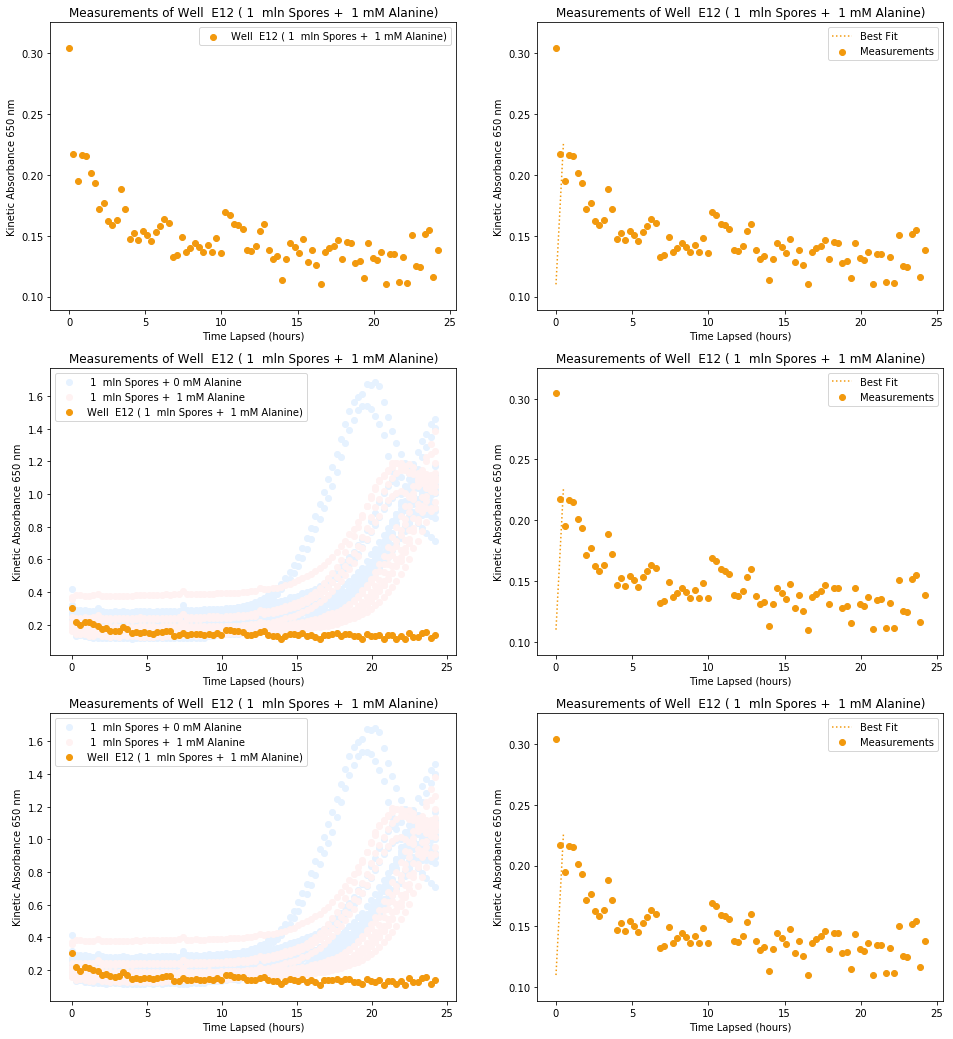 Measurements of Well  E12 ( 1  mln Spores +  1 mM Alanine)
Kinetic Absorbance 650 nm
0.30
0.25
0.20
0.15
0.10
Well  E12 ( 1  mln Spores +  1 mM Alanine)
0 5 10 15 20 25
Time Lapsed (hours)
Measurements of Well  E12 ( 1  mln Spores +  1 mM Alanine)
Kinetic Absorbance 650 nm
0.30
0.25
0.20
0.15
0.10
Best Fit
Measurements
0 5 10 15 20 25
Time Lapsed (hours)
Measurements of Well  E12 ( 1  mln Spores +  1 mM Alanine)
Kinetic Absorbance 650 nm
1.6
1.4
1.2
1.0
0.8
0.6
0.4
0.2
1  mln Spores + 0 mM Alanine
1  mln Spores +  1 mM Alanine
Well  E12 ( 1  mln Spores +  1 mM Alanine)
0 5 10 15 20 25
Time Lapsed (hours)
Measurements of Well  E12 ( 1  mln Spores +  1 mM Alanine)
Kinetic Absorbance 650 nm
0.30
0.25
0.20
0.15
0.10
Best Fit
Measurements
0 5 10 15 20 25
Time Lapsed (hours)
Measurements of Well  E12 ( 1  mln Spores +  1 mM Alanine)
Kinetic Absorbance 650 nm
1.6
1.4
1.2
1.0
0.8
0.6
0.4
0.2
1  mln Spores + 0 mM Alanine
1  mln Spores +  1 mM Alanine
Well  E12 ( 1  mln Spores +  1 mM Alanine)
0 5 10 15 20 25
Time Lapsed (hours)
Measurements of Well  E12 ( 1  mln Spores +  1 mM Alanine)
Kinetic Absorbance 650 nm
0.30
0.25
0.20
0.15
0.10
Best Fit
Measurements
0 5 10 15 20 25
Time Lapsed (hours)